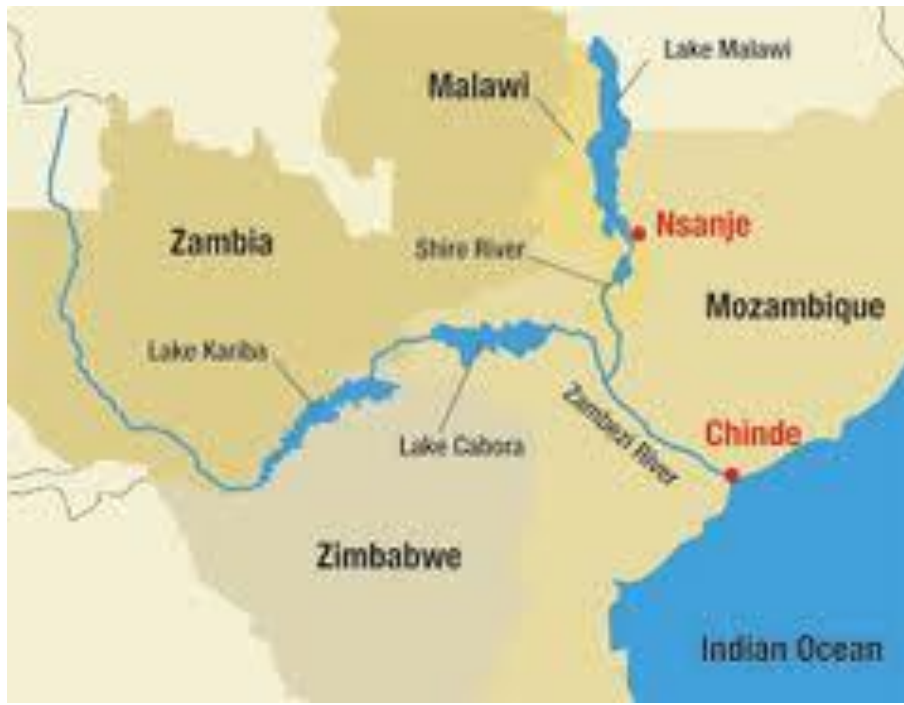 Lake Malawi
Malawi
Nsanje
Zambia
Shire River
Mozambique
Lake Kariba
Zambezi River
Chinde
Lake Cabora
Zimbabwe
Indian Ocean